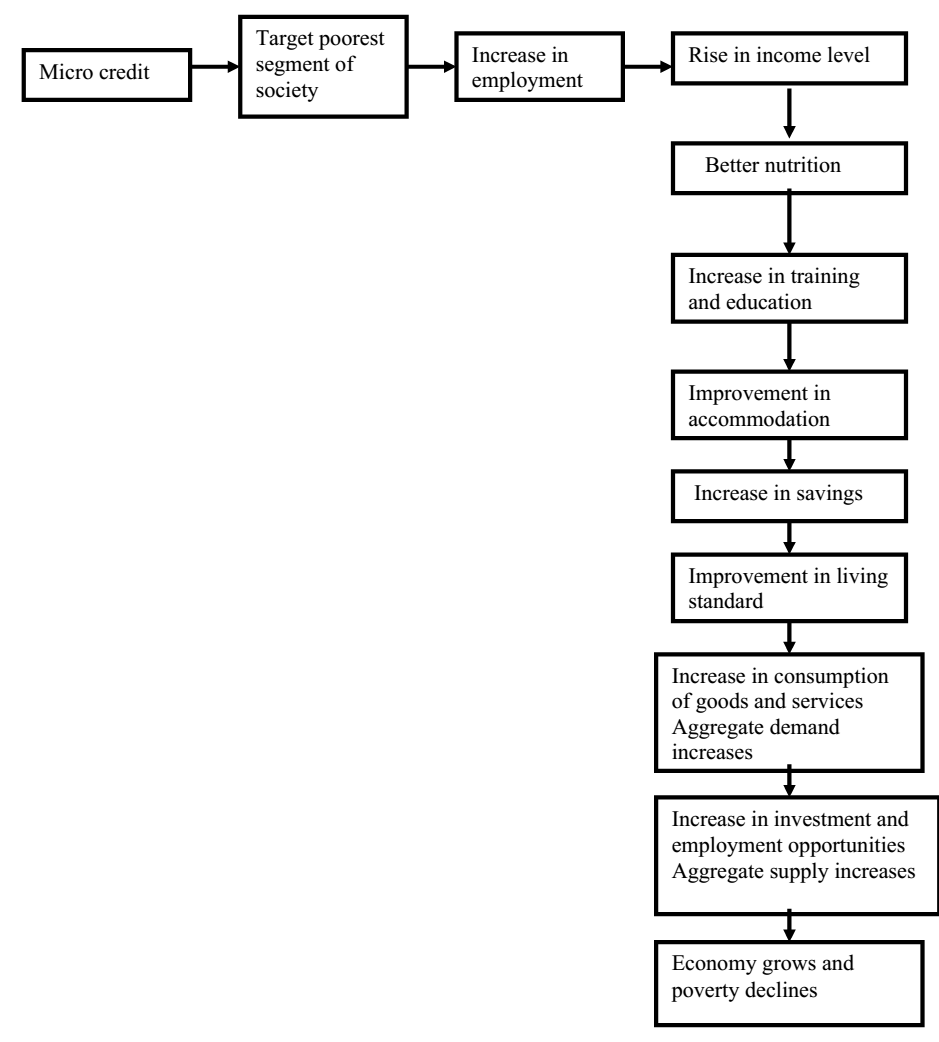 Micro credit
Target poorest
segment of
society
Increase in
employment
Rise in income level
Better nutrition
Increase in training
and education
Improvement in
accommodation
Increase in savings
Improvement in living
standard
Increase in consumption
of goods and services
Aggregate demand
increases
Increase in investment and
employment opportunities
Aggregate supply increases
Economy grows and
poverty declines